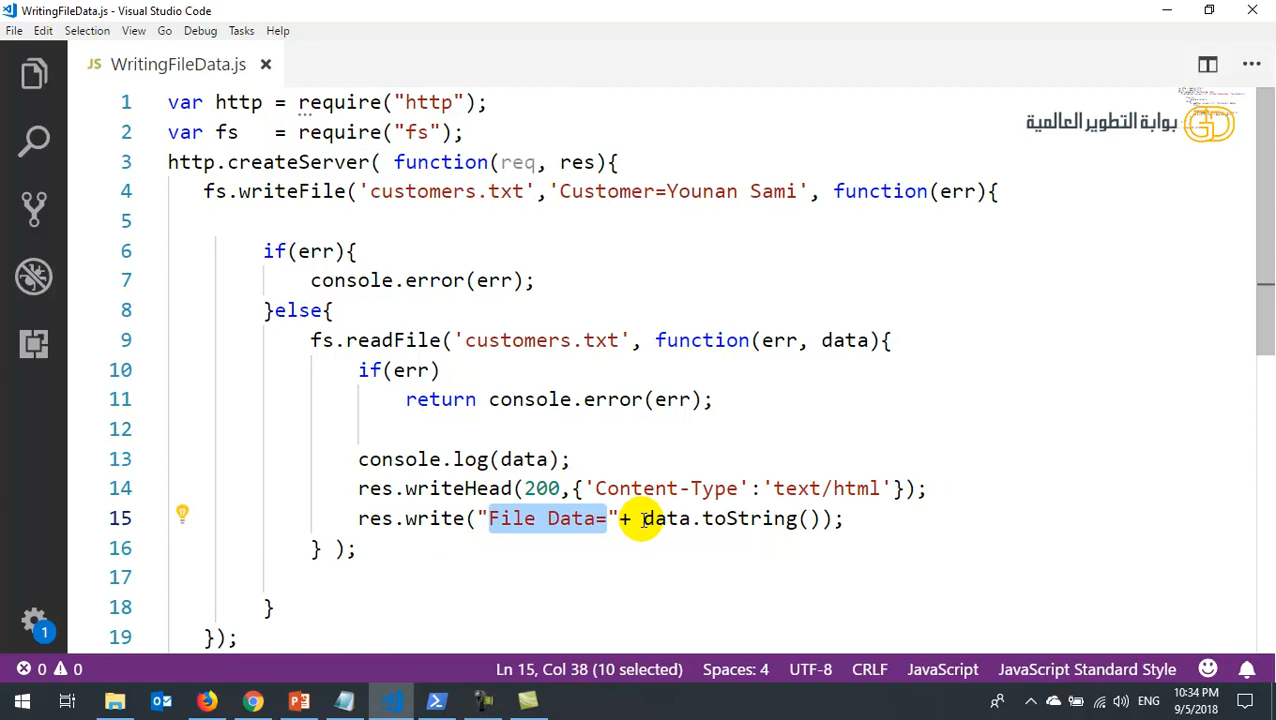 WritingFileData.js - Visual Studio Code
File Edit Selection View Go Debug Tasks Help
JS WritingFileData.js
بوابة التطوير العالمية
1 var http = require("http");
2 var fs   = require("fs");
3 http.createServer( function(req, res){
4 fs.writeFile('customers.txt','Customer=Younan Sami', function(err){
5
6 if(err){
7 console.error(err);
8 }else{
9 fs.readFile('customers.txt', function(err, data){
10 if(err)
11 return console.error(err);
12
13 console.log(data);
14 res.writeHead(200,{'Content-Type':'text/html'});
15 res.write("File Data="+ data.toString());
16 } );
17
18 }
19 });
1
0 0 Ln 15, Col 38 (10 selected) Spaces: 4 UTF-8 CRLF JavaScript JavaScript Standard Style
ENG
10:34 PM
9/5/2018